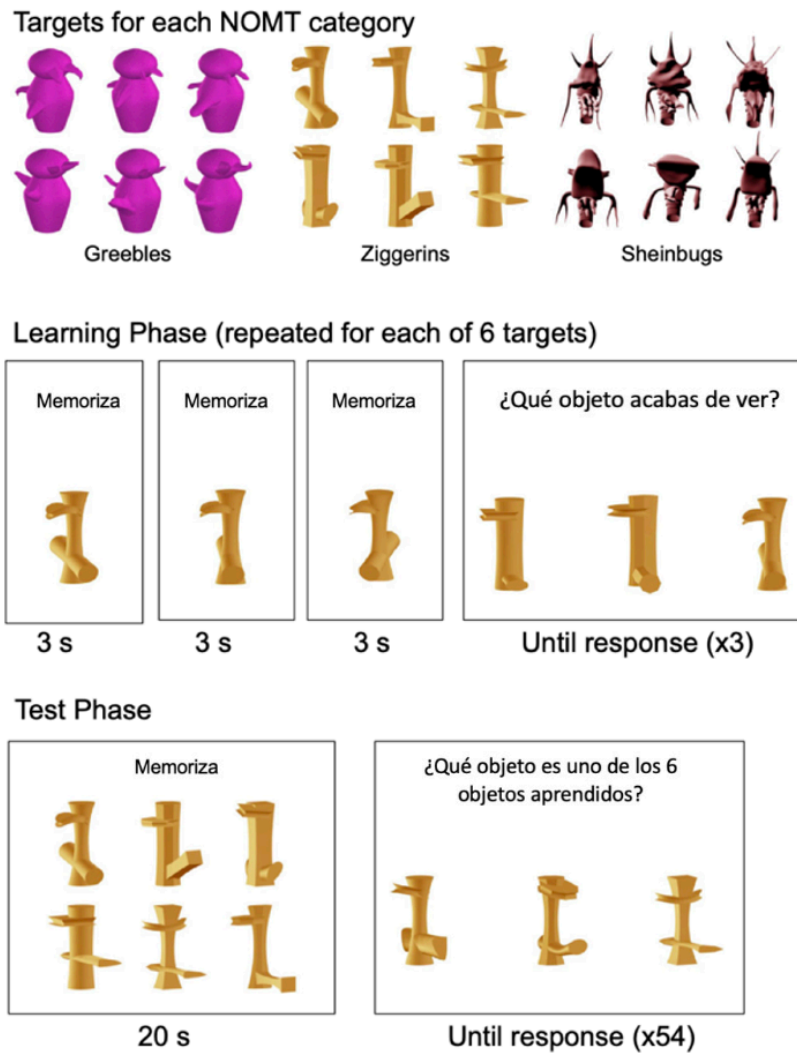 Targets for each NOMT category
Greebles
Ziggerins
Sheinbugs
Learning Phase (repeated for each of 6 targets)
Memoriza
Memoriza
Memoriza
¿Qué objeto acabas de ver?
3 s
3 s
3 s
Until response (x3)
Test Phase
Memoriza
¿Qué objeto es uno de los 6
objetos aprendidos?
20 s
Until response (x54)